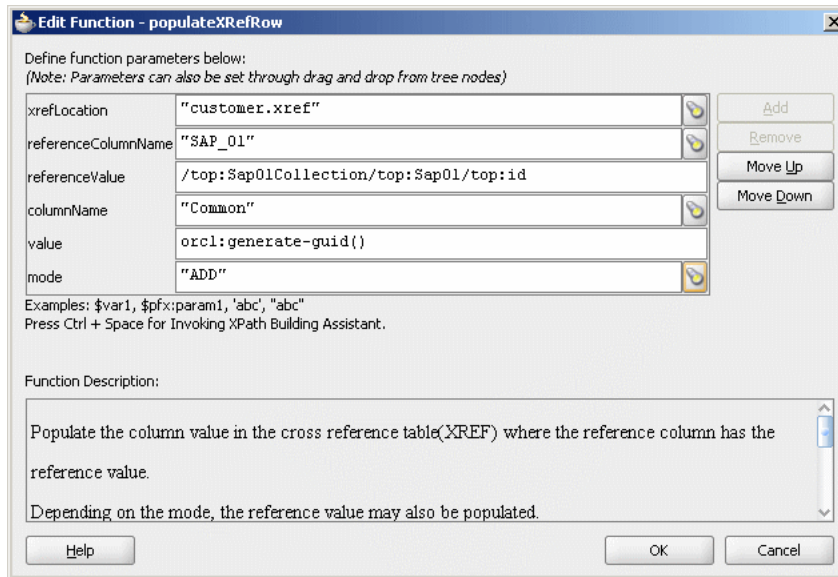 Edit Function - populateXRefRow
Define function parameters below:
(Note: Parameters can also be set through drag and drop from tree nodes)
xrefLocation "customer.xref" Add
referenceColumnName "SAP_01" Remove
referenceValue /top:Sap01Collection/top:Sap01/top:id Move Up
columnName "Common" Move Down
value orcl:generate-guid()
mode "ADD"
Examples: $var1, $pfx:param1, 'abc', "abc"
Press Ctrl + Space for Invoking XPath Building Assistant.
Function Description:
Populate the column value in the cross reference table(XREF) where the reference column has the
reference value.
Depending on the mode, the reference value may also be populated.
Help OK Cancel